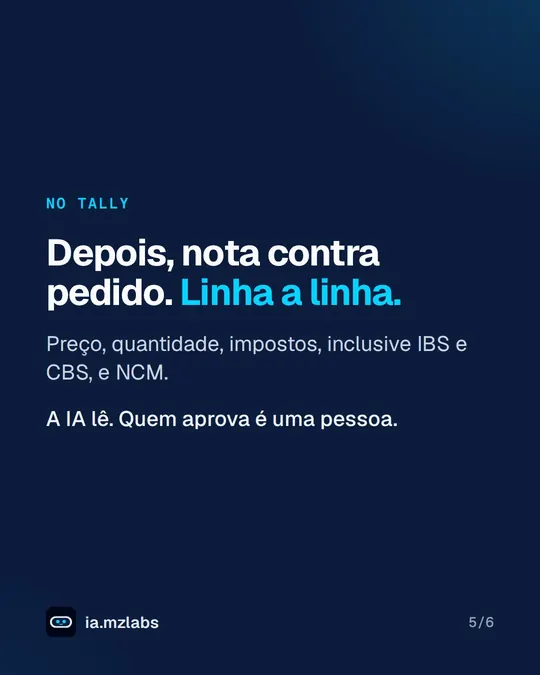 NO TALLY
Depois, nota contra
pedido. Linha a linha.
Preço, quantidade, impostos, inclusive IBS e
CBS, e NCM.
A IA lê. Quem aprova é uma pessoa.
ia.mzlabs
5/6